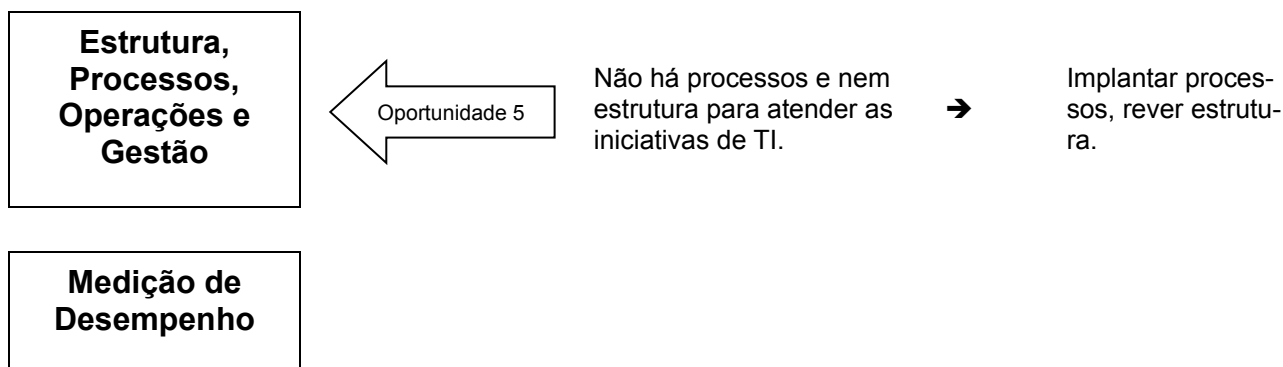 Estrutura,
Processos,
Operações e
Gestão
Oportunidade 5
Não há processos e nem
estrutura para atender as
iniciativas de TI.
➔
Implantar proces-
sos, rever estrutu-
ra.
Medição de
Desempenho